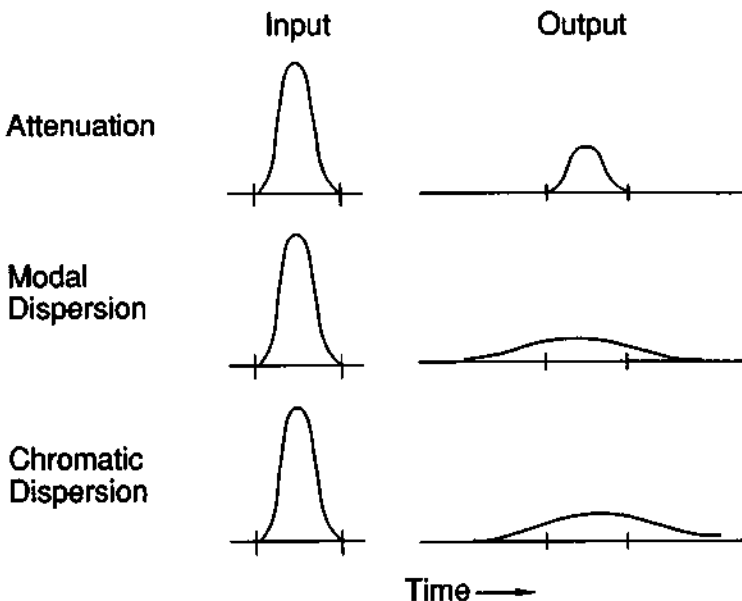 Input Output
Attenuation
Modal
Dispersion
Chromatic
Dispersion
Time